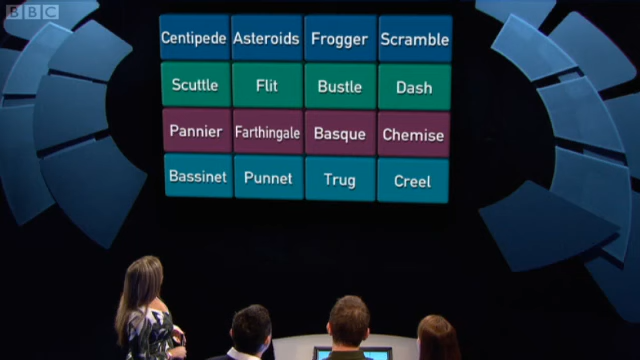 BBC
Centipede Asteroids Frogger Scramble
Scuttle Flit Bustle Dash
Pannier Farthingale Basque Chemise
Bassinet Punnet Trug Creel